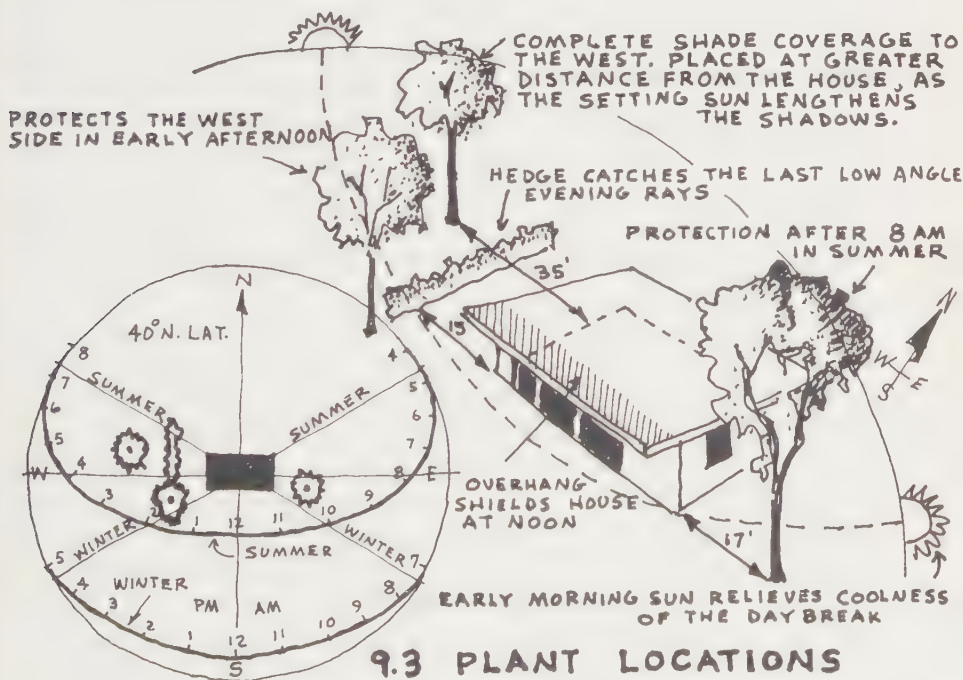 COMPLETE SHADE COVERAGE TO
THE WEST. PLACED AT GREATER
DISTANCE FROM THE HOUSE, AS
THE SETTING SUN LENGTHENS
THE SHADOWS.
PROTECTS THE WEST
SIDE IN EARLY AFTERNOON
HEDGE CATCHES THE LAST LOW ANGLE
EVENING RAYS
PROTECTION AFTER 8 AM
IN SUMMER
35'
15'
N
W
E
S
OVERHANG
SHIELDS HOUSE
AT NOON
17'
EARLY MORNING SUN RELIEVES COOLNESS
OF THE DAY BREAK
N
40° N. LAT.
8
7
6
5
4
3
2
1
12
11
10
9
8
7
6
5
4
SUMMER
SUMMER
W
E
WINTER
WINTER
SUMMER
5
4
3
2
1
12
11
10
9
8
7
WINTER
PM
AM
S
9.3 PLANT LOCATIONS